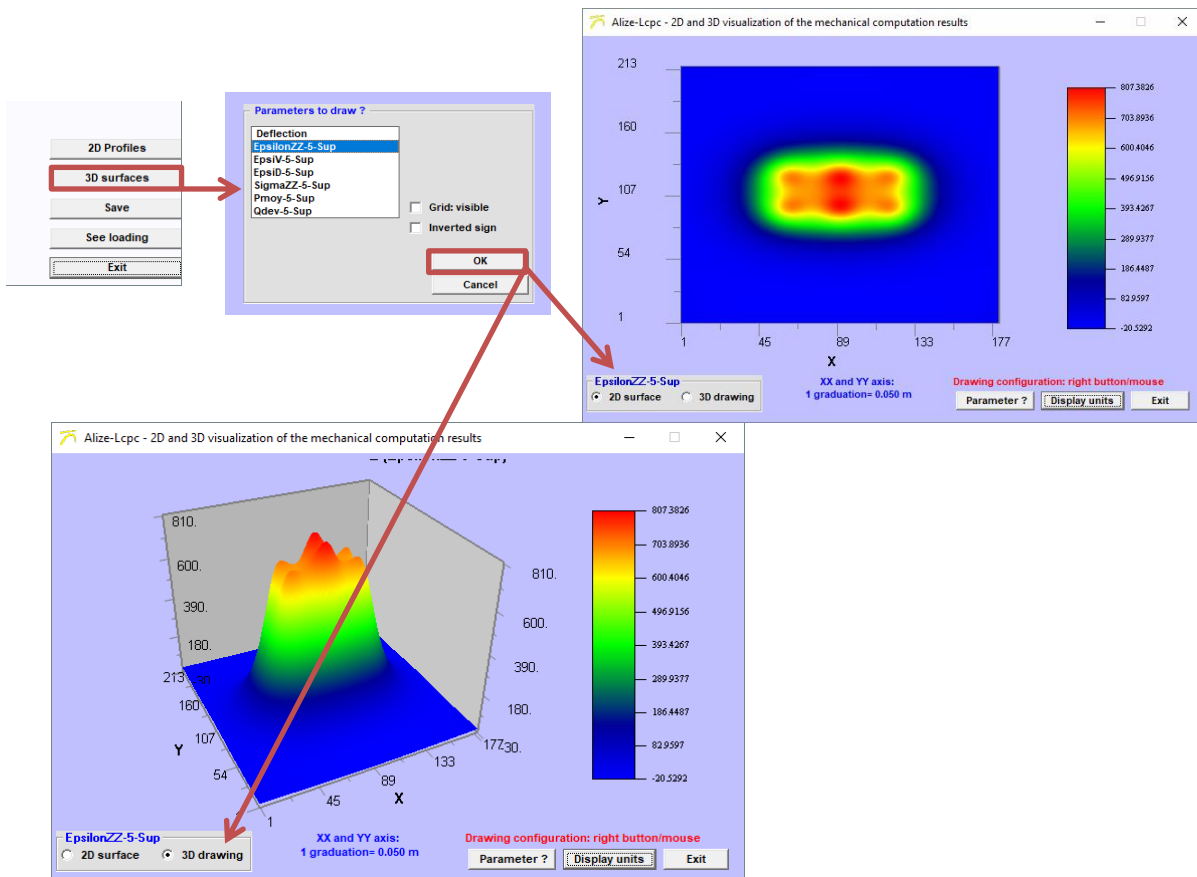 2D Profiles
3D surfaces
Save
See loading
Exit
Parameters to draw ?
Deflection
EpsilonZZ-5-Sup
EpsiV-5-Sup
EpsiD-5-Sup
SigmaZZ-5-Sup
Pmoy-5-Sup
Qdev-5-Sup
Grid: visible
Inverted sign
OK
Cancel
Alize-Lcpc - 2D and 3D visualization of the mechanical computation results
213
160
107
54
1
Y
1 45 89 133 177
X
807.3826
703.8936
600.4046
496.9156
393.4267
289.9377
186.4487
82.9597
-20.5292
EpsilonZZ-5-Sup
2D surface 3D drawing
XX and YY axis:
1 graduation= 0.050 m
Drawing configuration: right button/mouse
Parameter ? Display units Exit
Alize-Lcpc - 2D and 3D visualization of the mechanical computation results
810.
600.
390.
180.
213
160
107
54
Y
1
45
89
133
177
X
810.
600.
390.
180.
30.
807.3826
703.8936
600.4046
496.9156
393.4267
289.9377
186.4487
82.9597
-20.5292
EpsilonZZ-5-Sup
2D surface 3D drawing
XX and YY axis:
1 graduation= 0.050 m
Drawing configuration: right button/mouse
Parameter ? Display units Exit